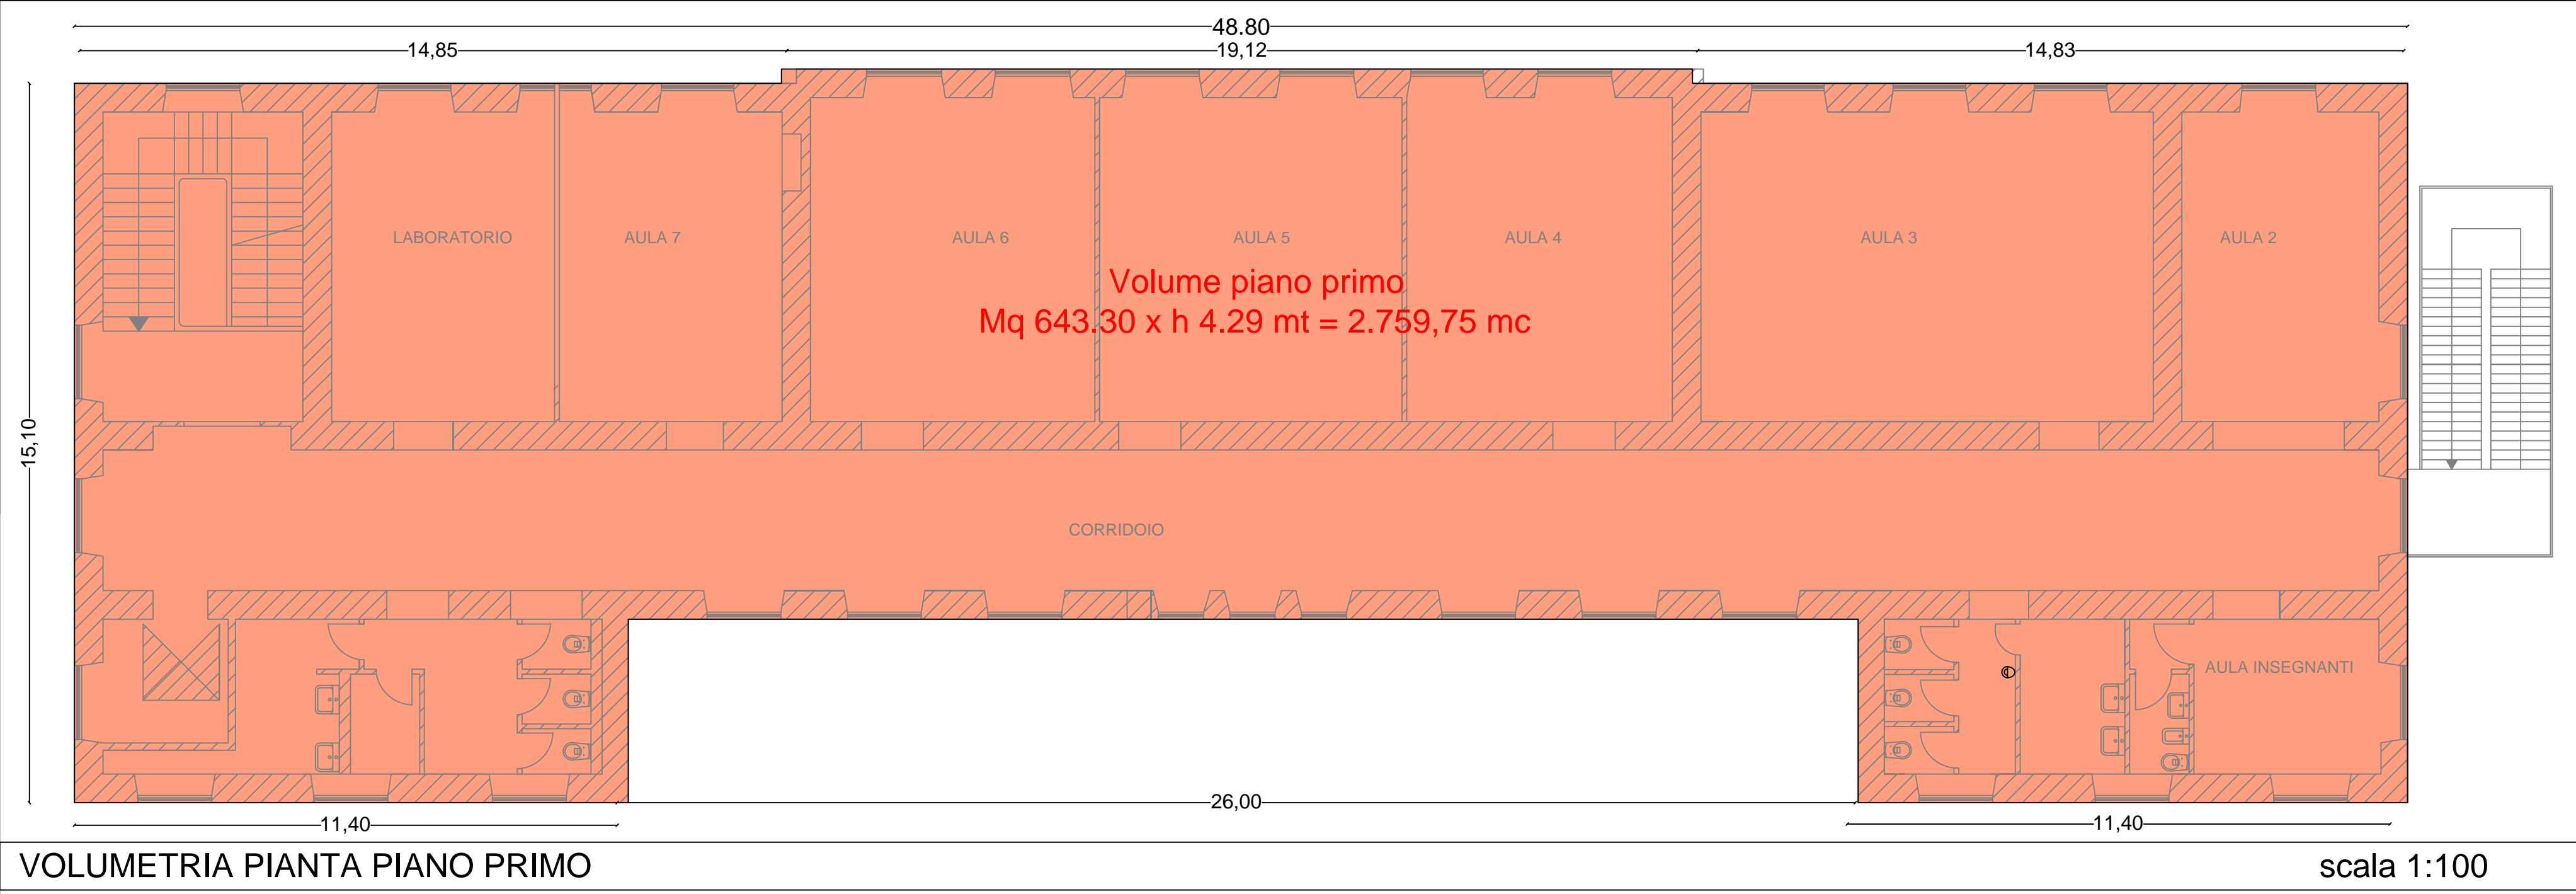 48.80
14,85
19,12
14,83
15,10
LABORATORIO
AULA 7
AULA 6
AULA 5
AULA 4
AULA 3
AULA 2
Volume piano primo
Mq 643.30 x h 4.29 mt = 2.759,75 mc
CORRIDOIO
AULA INSEGNANTI
26,00
11,40
11,40
VOLUMETRIA PIANTA PIANO PRIMO
scala 1:100